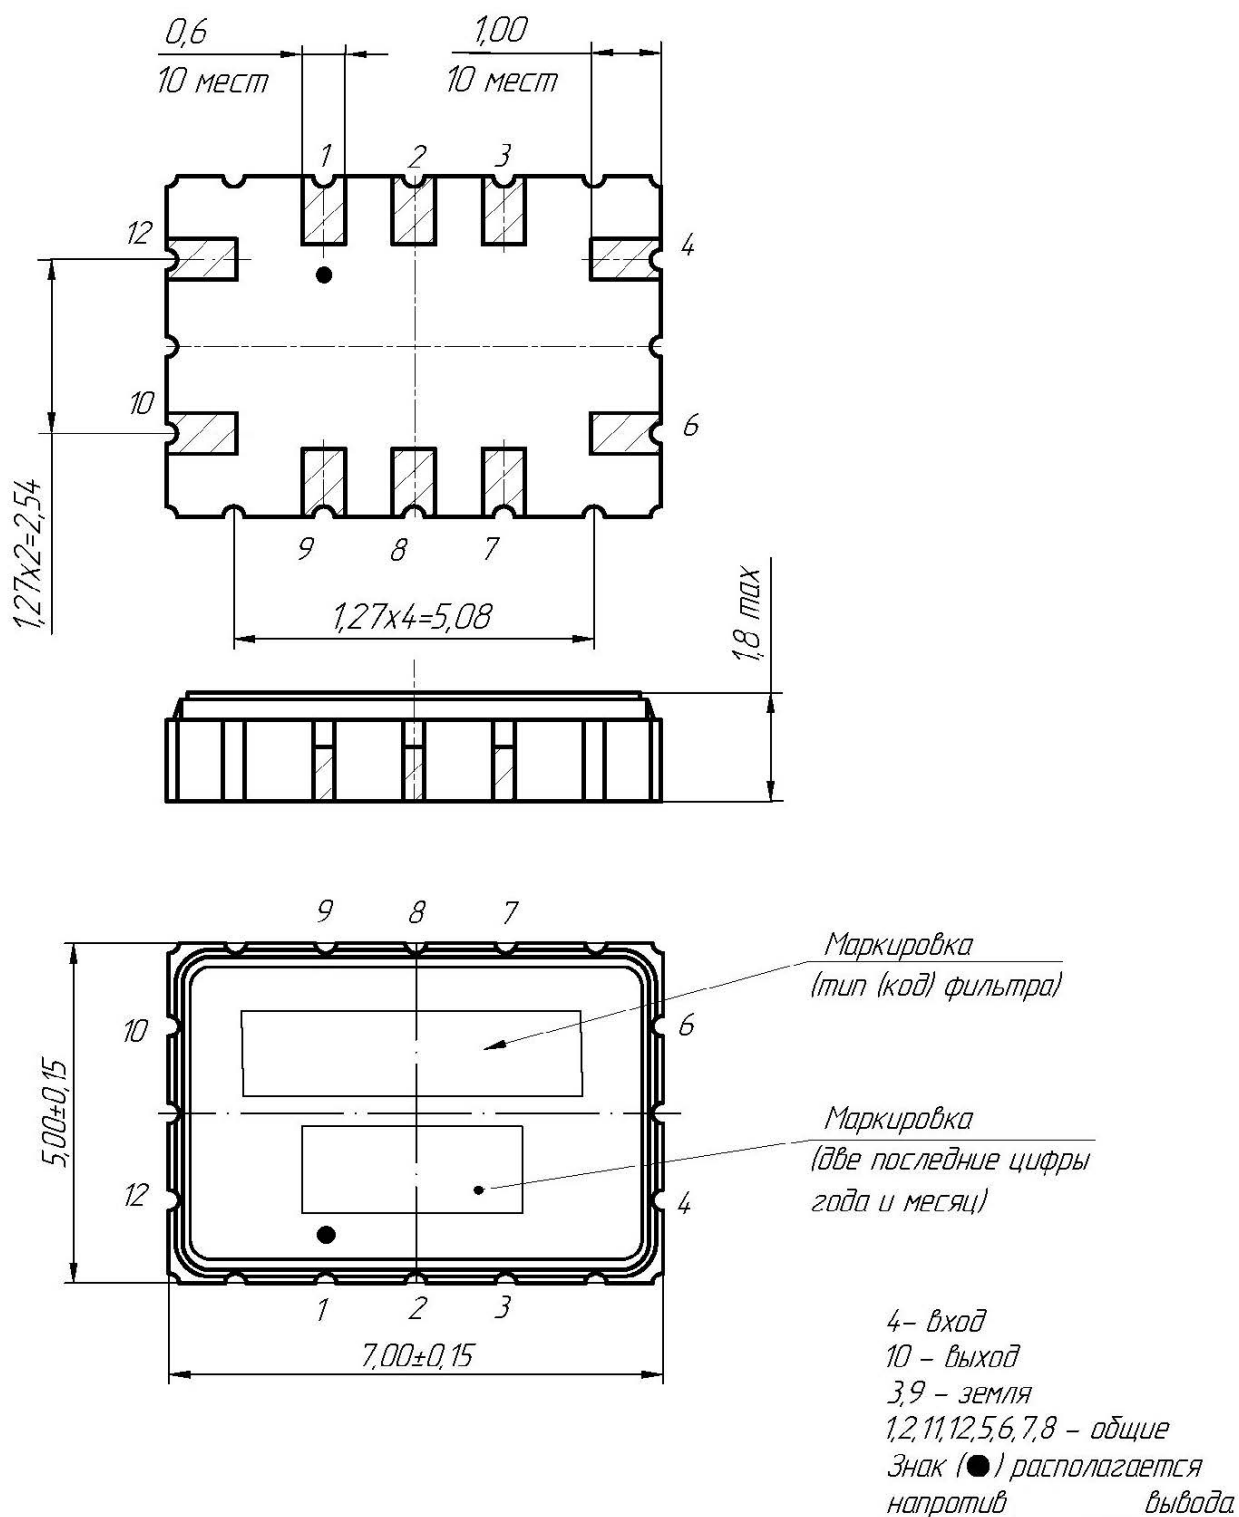 0,6
10 мест
1,00
10 мест
1
2
3
12
4
10
6
9
8
7
1,27х2=2,54
1,27х4=5,08
1,8 max
9
8
7
Маркировка
(тип (код) фильтра)
10
6
5,00±0,15
Маркировка
(две последние цифры
года и месяц)
12
4
1
2
3
7,00±0,15
4– вход
10 – выход
3,9 – земля
1,2,11,12,5,6,7,8 – общие
Знак (●) располагается
напротив вывода